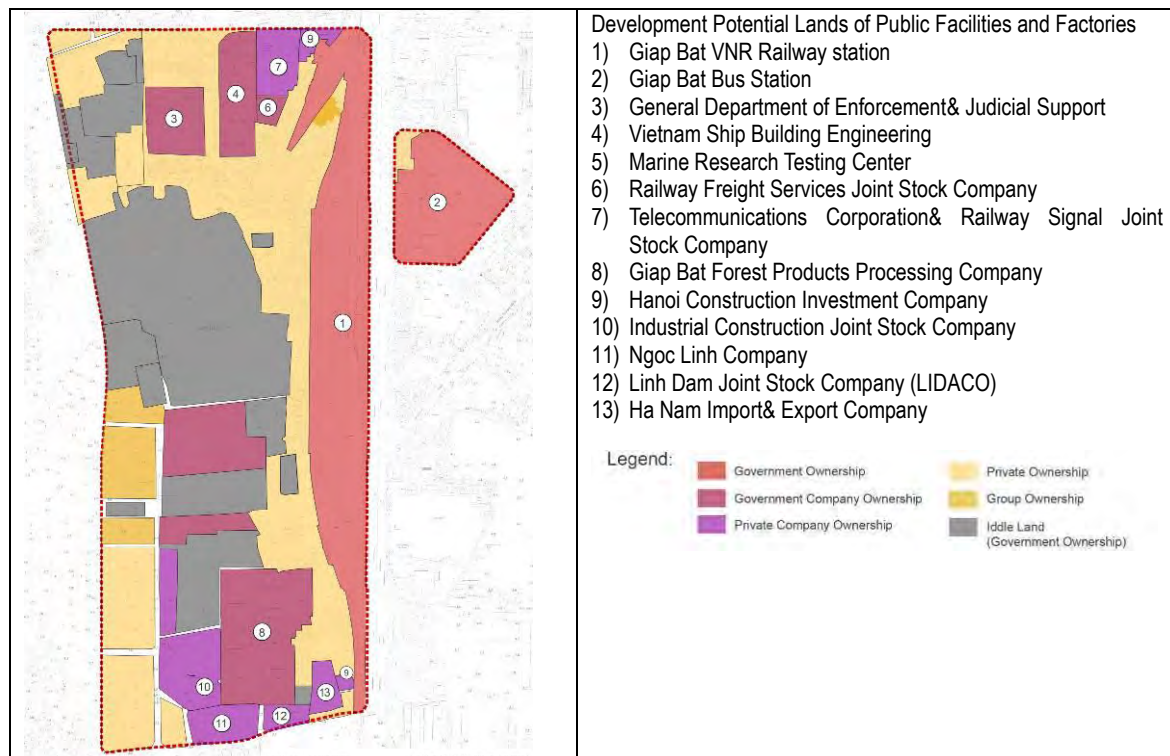 9
7
4
6
3
2
1
8
9
10
13
11
12
Development Potential Lands of Public Facilities and Factories
1) Giap Bat VNR Railway station
2) Giap Bat Bus Station
3) General Department of Enforcement& Judicial Support
4) Vietnam Ship Building Engineering
5) Marine Research Testing Center
6) Railway Freight Services Joint Stock Company
7) Telecommunications Corporation& Railway Signal Joint
Stock Company
8) Giap Bat Forest Products Processing Company
9) Hanoi Construction Investment Company
10) Industrial Construction Joint Stock Company
11) Ngoc Linh Company
12) Linh Dam Joint Stock Company (LIDACO)
13) Ha Nam Import& Export Company
Legend:
Government Ownership
Government Company Ownership
Private Company Ownership
Private Ownership
Group Ownership
Iddle Land
(Government Ownership)